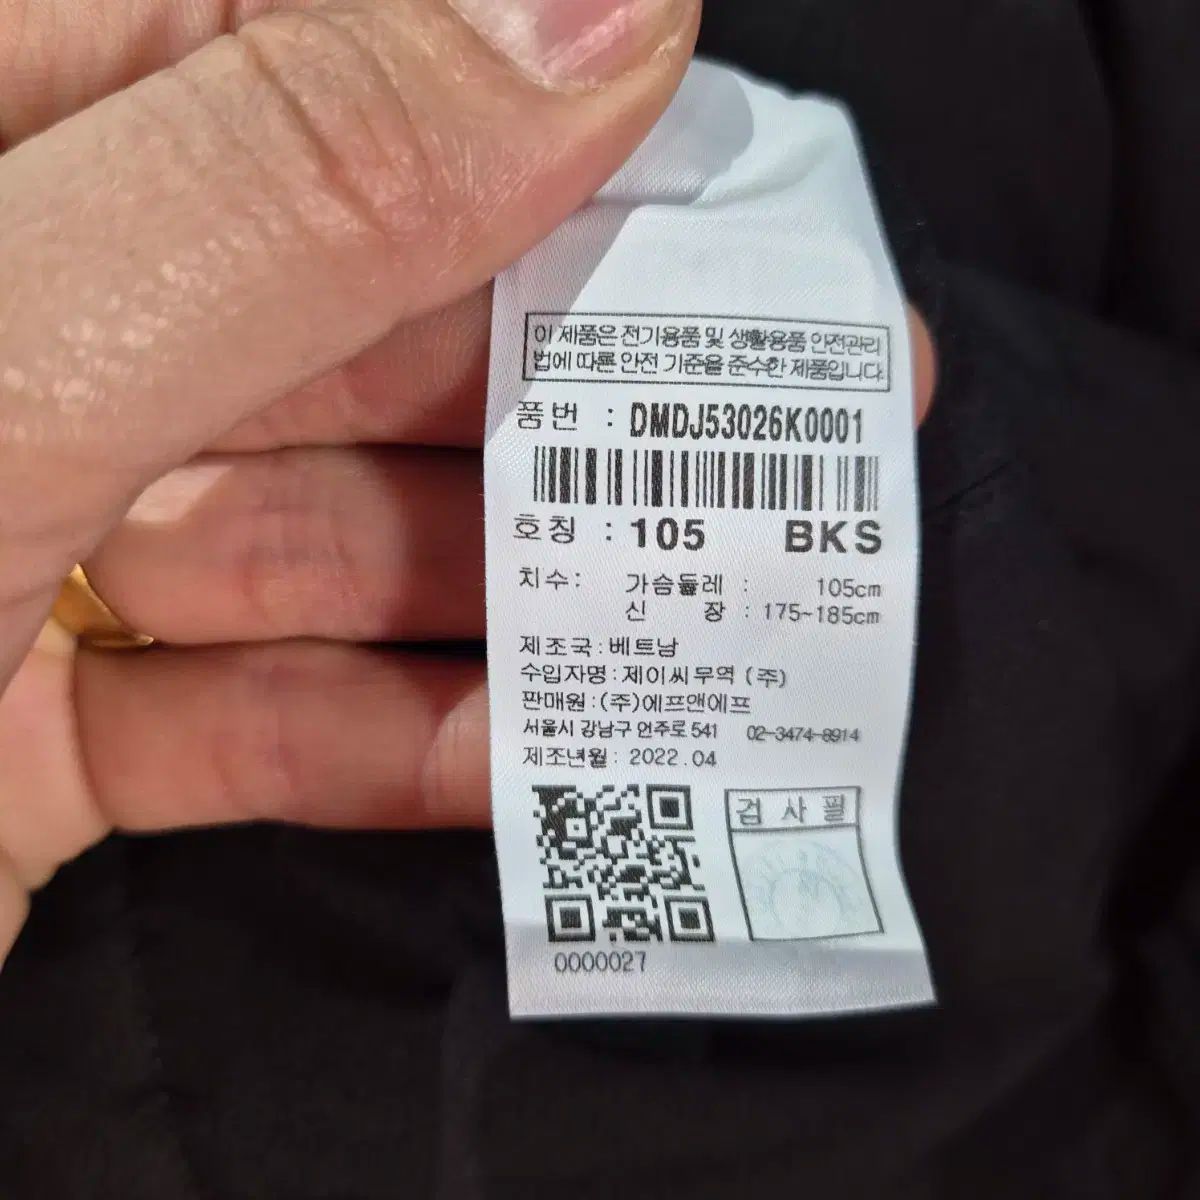 이 제품은 전기용품 및 생활용품 안전관리
법에 따른 안전 기준을 준수한 제품입니다.
품번 : DMDJ53026K0001
호칭 : 105 BKS
치수: 가슴둘레 : 105cm
신 장 : 175~185cm
제조국:베트남
수입자명:제이씨무역 (주)
판매원:(주)에프앤에프
서울시 강남구 언주로 541 02-3474-8914
제조년월: 2022.04
검사필
0000027